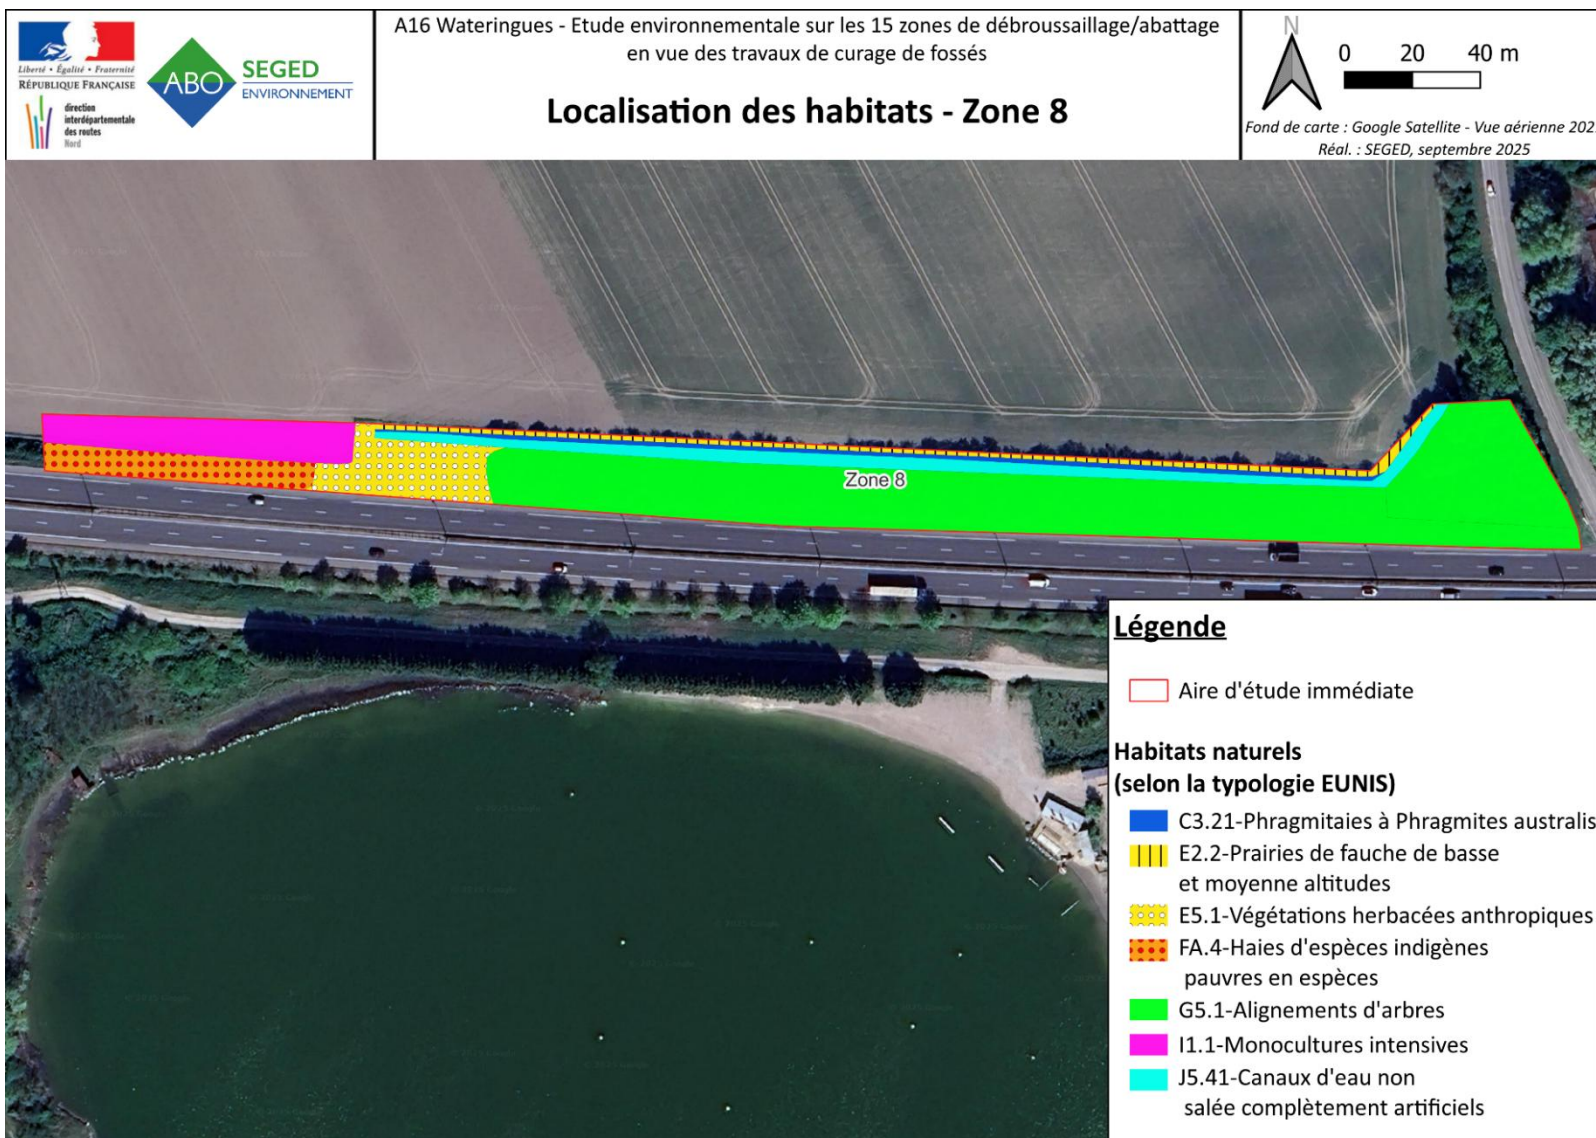 Liberté • Égalité • Fraternité
RÉPUBLIQUE FRANÇAISE
direction
interdépartementale
des routes
Nord
ABO
SEGED
ENVIRONNEMENT
A16 Wateringues - Etude environnementale sur les 15 zones de débroussaillage/abattage
en vue des travaux de curage de fossés
Localisation des habitats - Zone 8
N
0 20 40 m
Fond de carte : Google Satellite - Vue aérienne
Réal. : SEGED, septembre 2025
Zone 8
Légende
Aire d'étude immédiate
Habitats naturels
(selon la typologie EUNIS)
C3.21-Phragmitaies à Phragmites australis
E2.2-Prairies de fauche de basse
et moyenne altitudes
E5.1-Végétations herbacées anthropiques
FA.4-Haies d'espèces indigènes
pauvres en espèces
G5.1-Alignements d'arbres
I1.1-Monocultures intensives
J5.41-Canaux d'eau non
salée complètement artificiels